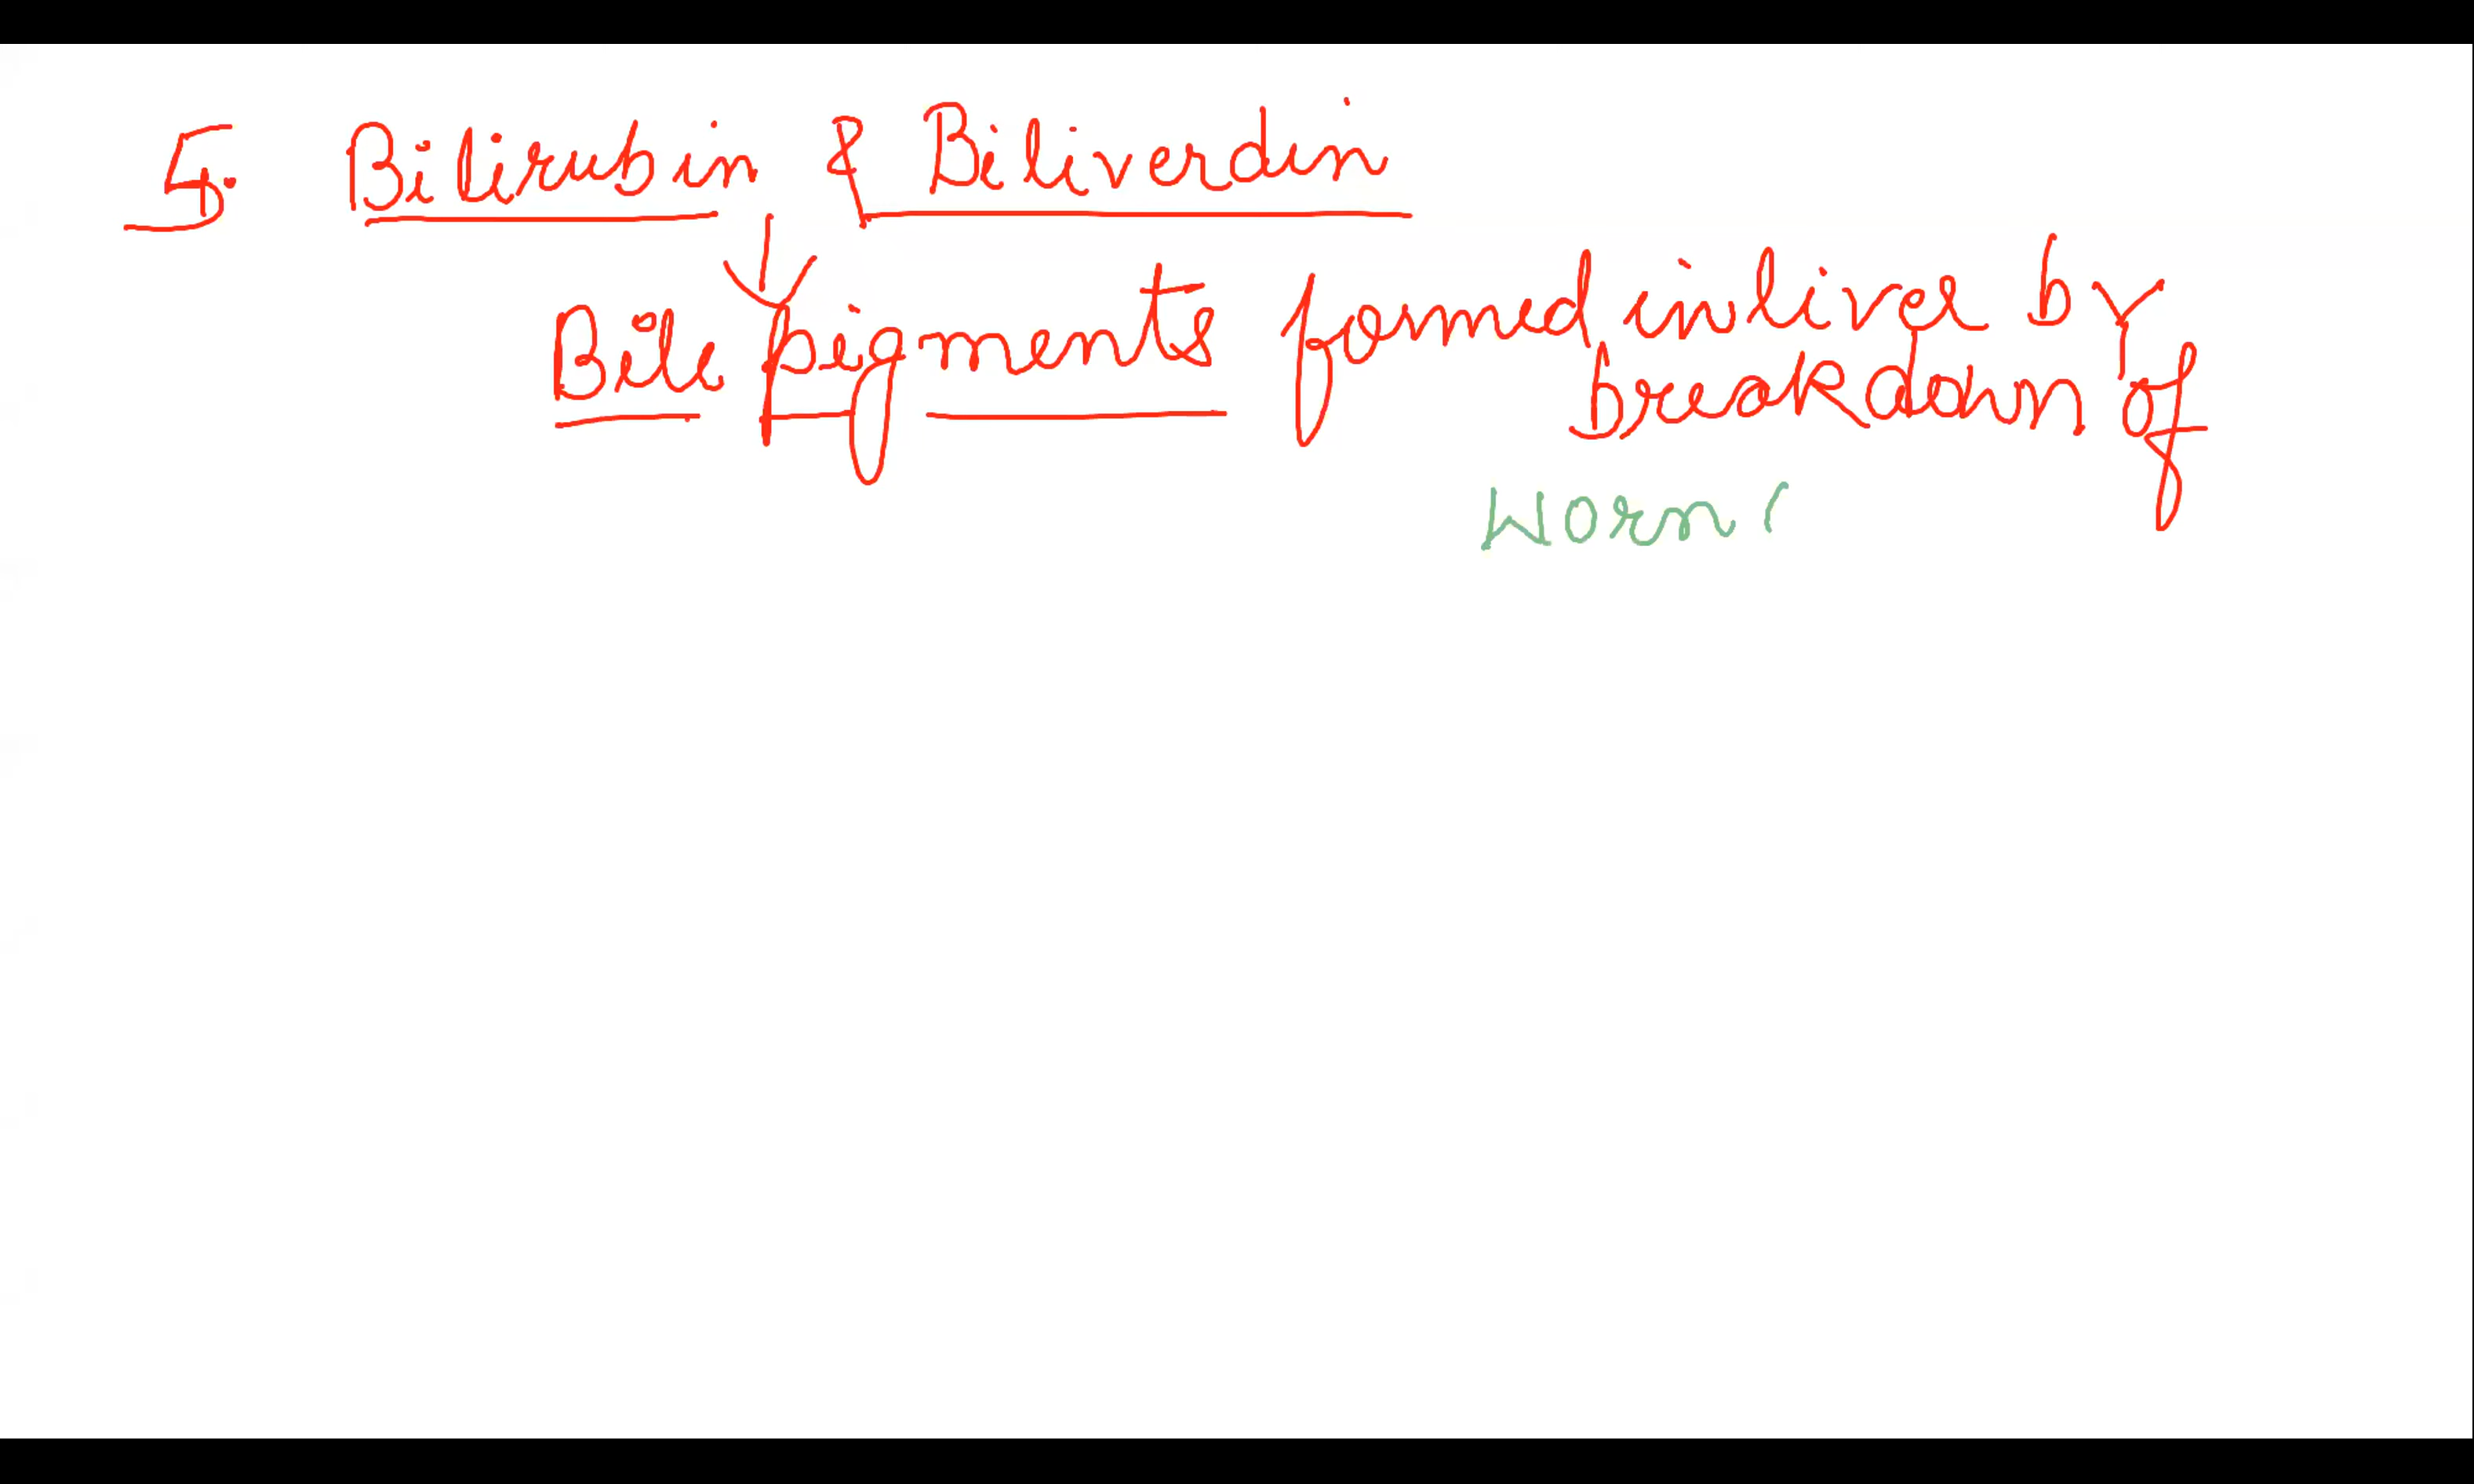 5. Bilirubin & Biliverdin
Bile pigments formed in liver by
breakdown of
Worn